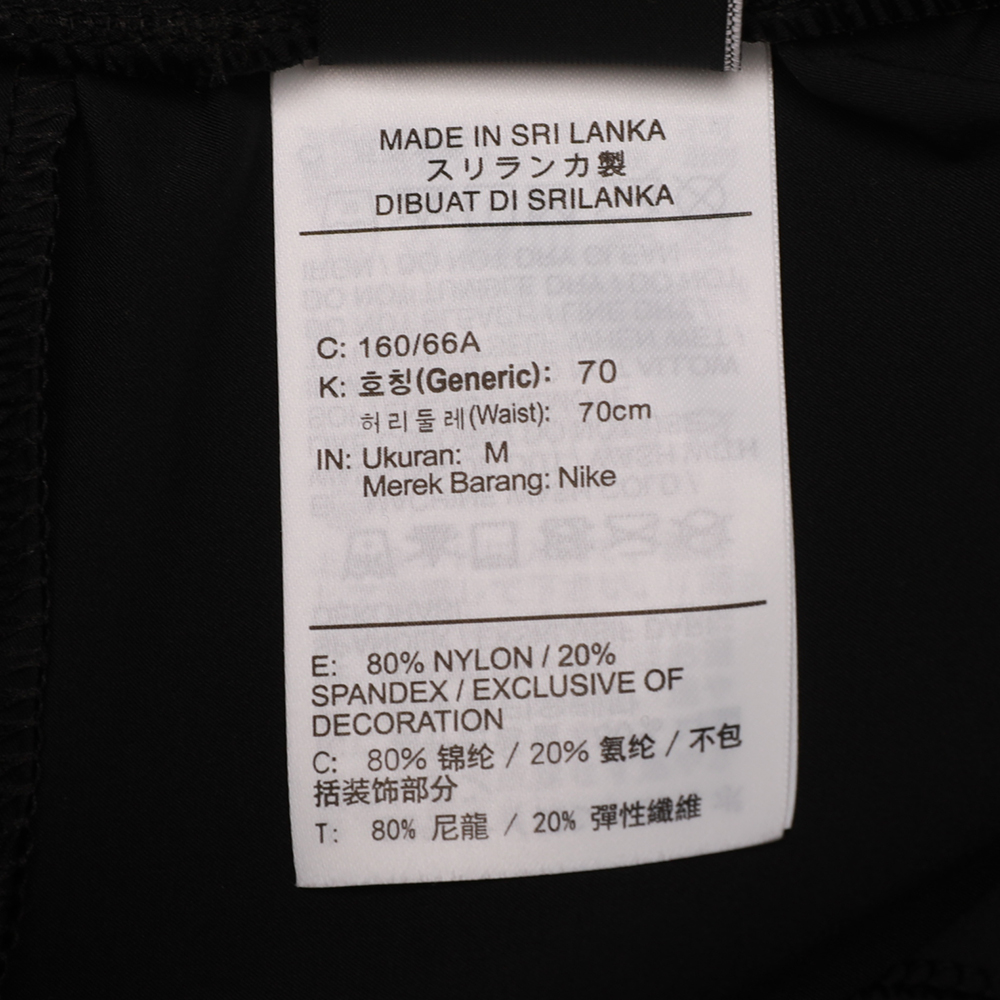 MADE IN SRI LANKA
スリランカ製
DIBUAT DI SRILANKA
C: 160/66A
K: 호칭(Generic): 70
허리둘레(Waist): 70cm
IN: Ukuran: M
Merek Barang: Nike
E: 80% NYLON / 20%
SPANDEX / EXCLUSIVE OF
DECORATION
C: 80% 锦纶 / 20% 氨纶 / 不包
括装饰部分
T: 80% 尼龍 / 20% 彈性纖維